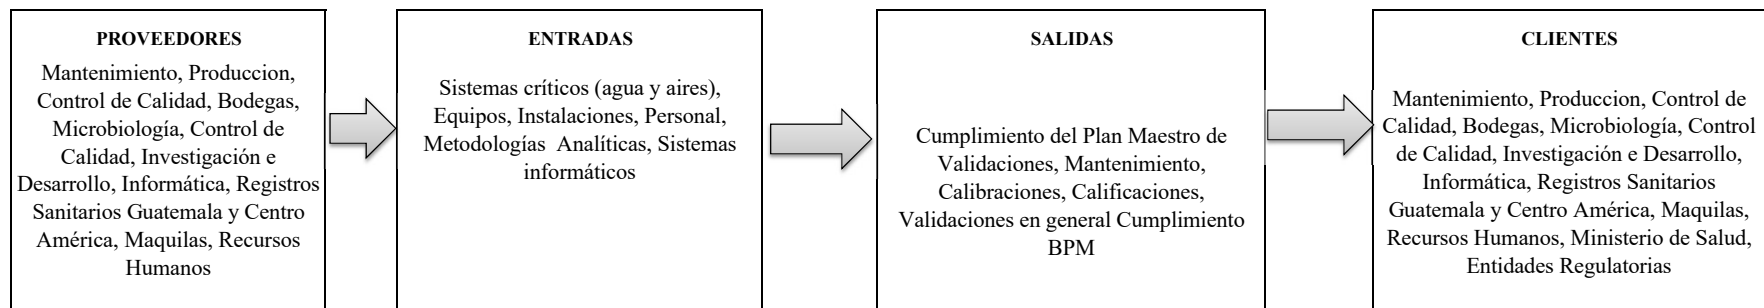 PROVEEDORES
Mantenimiento, Produccion,
Control de Calidad, Bodegas,
Microbiología, Control de
Calidad, Investigación e
Desarrollo, Informática, Registros
Sanitarios Guatemala y Centro
América, Maquilas, Recursos
Humanos
ENTRADAS
Sistemas críticos (agua y aires),
Equipos, Instalaciones, Personal,
Metodologías Analíticas, Sistemas
informáticos
SALIDAS
Cumplimiento del Plan Maestro de
Validaciones, Mantenimiento,
Calibraciones, Calificaciones,
Validaciones en general Cumplimiento
BPM
CLIENTES
Mantenimiento, Produccion, Control de
Calidad, Bodegas, Microbiología, Control
de Calidad, Investigación e Desarrollo,
Informática, Registros Sanitarios
Guatemala y Centro América, Maquilas,
Recursos Humanos, Ministerio de Salud,
Entidades Regulatorias